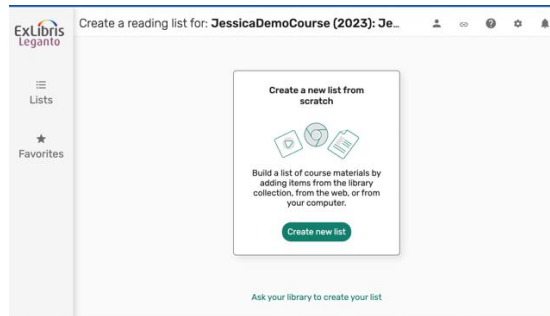 ExLibris
Leganto
Create a reading list for: JessicaDemoCourse (2023): Je…
Lists
Favorites
Create a new list from
scratch
Build a list of course materials by
adding items from the library
collection, from the web, or from
your computer.
Create new list
Ask your library to create your list